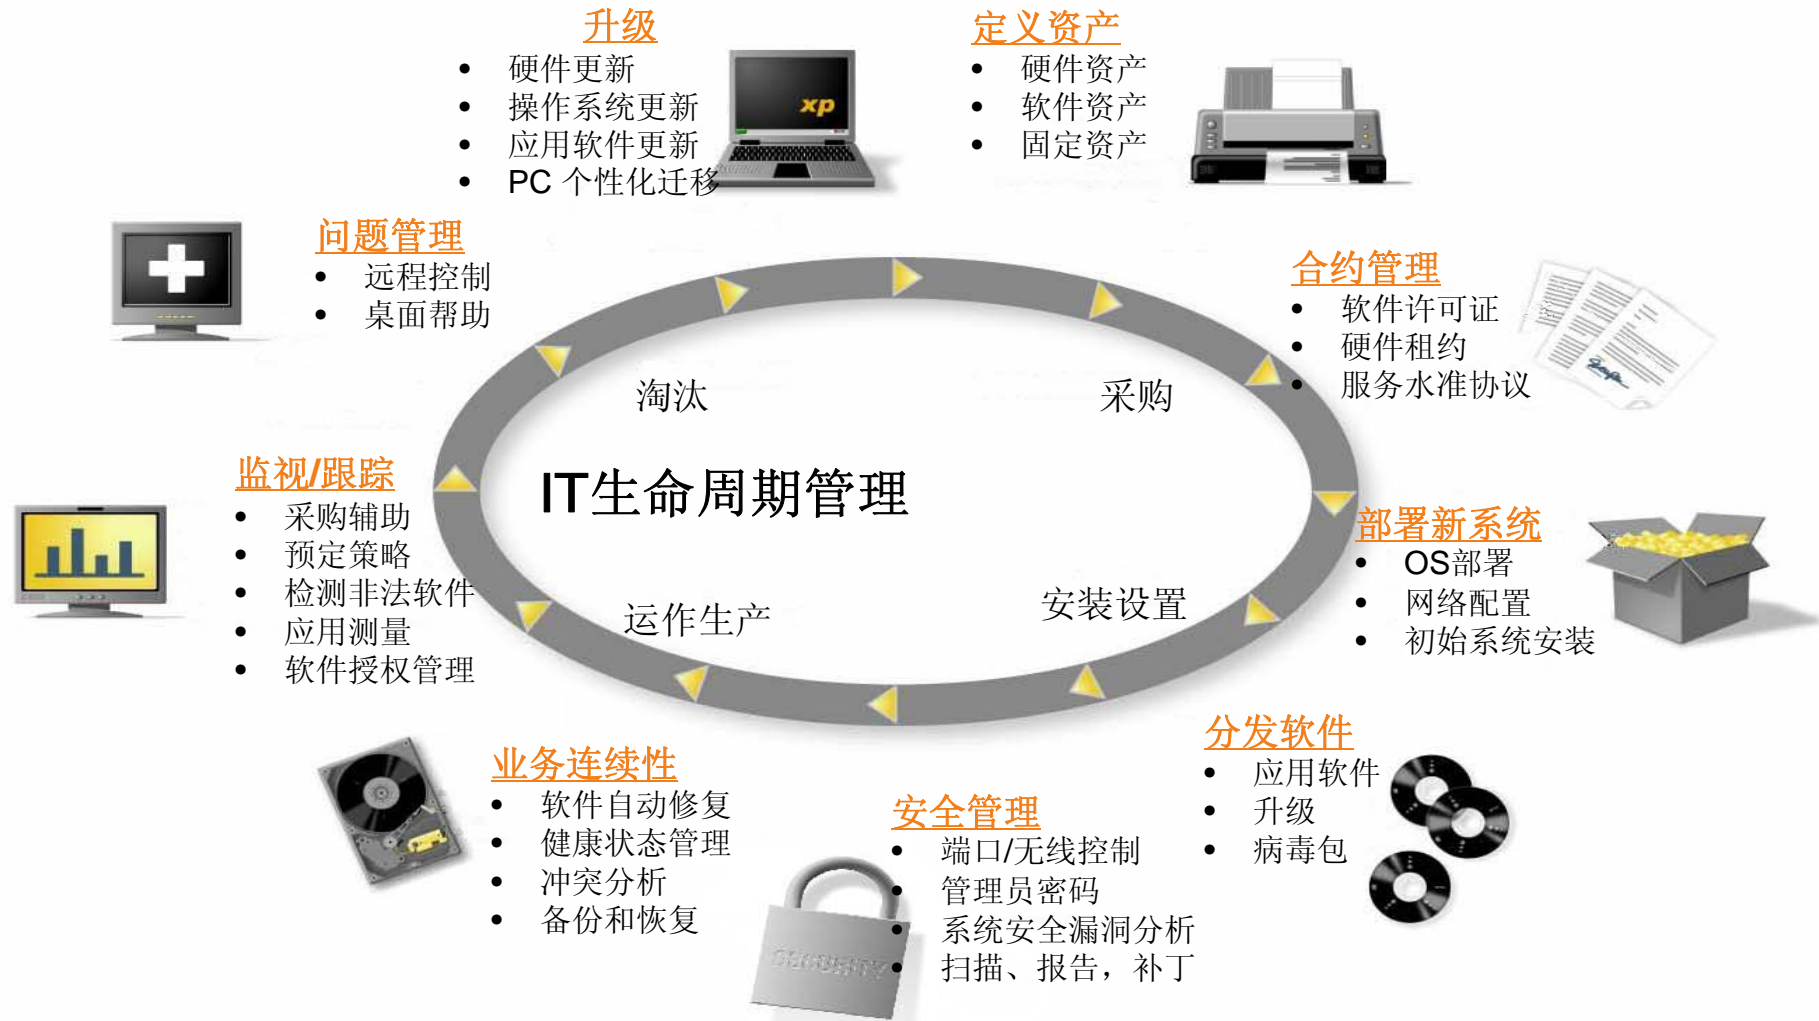 升级
硬件更新
操作系统更新
应用软件更新
PC 个性化迁移
xp
定义资产
硬件资产
软件资产
固定资产
问题管理
远程控制
桌面帮助
合约管理
软件许可证
硬件租约
服务水准协议
淘汰
采购
IT生命周期管理
运作生产
安装设置
监视/跟踪
采购辅助
预定策略
检测非法软件
应用测量
软件授权管理
部署新系统
OS部署
网络配置
初始系统安装
业务连续性
软件自动修复
健康状态管理
冲突分析
备份和恢复
安全管理
端口/无线控制
管理员密码
系统安全漏洞分析
扫描、报告，补丁
SECURITY
分发软件
应用软件
升级
病毒包